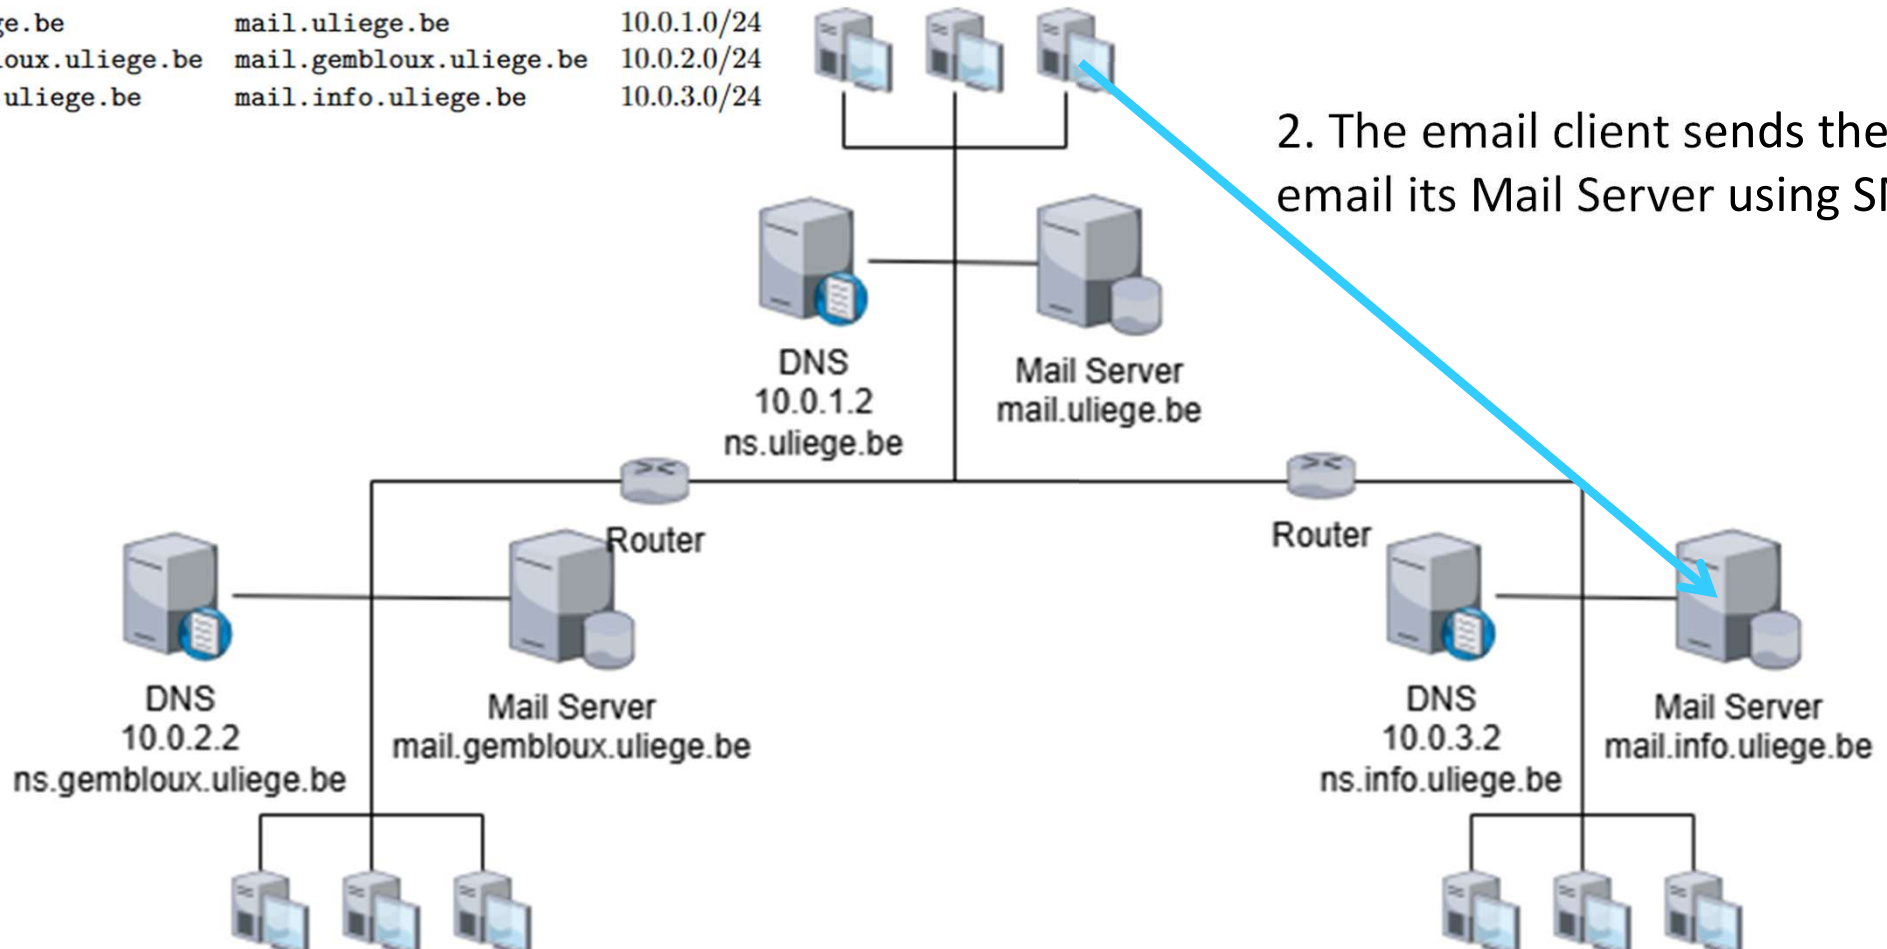 ge.be mail.uliege.be 10.0.1.0/24
loux.uliege.be mail.gembloux.uliege.be 10.0.2.0/24
uliege.be mail.info.uliege.be 10.0.3.0/24
2. The email client sends the
email its Mail Server using
DNS
10.0.1.2
ns.uliege.be
Mail Server
mail.uliege.be
Router
Router
DNS
10.0.2.2
ns.gembloux.uliege.be
Mail Server
mail.gembloux.uliege.be
DNS
10.0.3.2
ns.info.uliege.be
Mail Server
mail.info.uliege.be